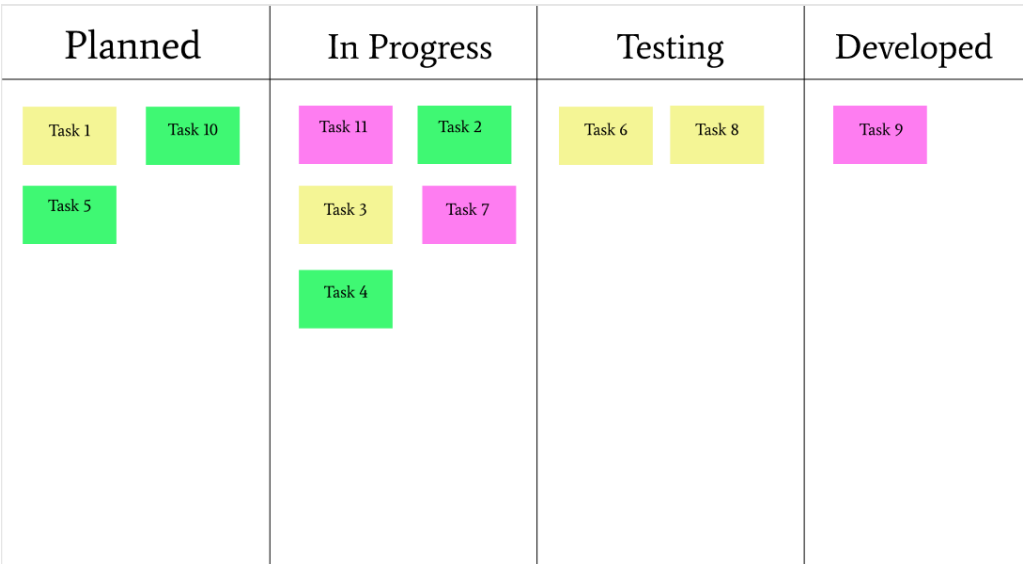 Planned
In Progress
Testing
Developed
Task 1
Task 10
Task 5
Task 11
Task 2
Task 3
Task 7
Task 4
Task 6
Task 8
Task 9